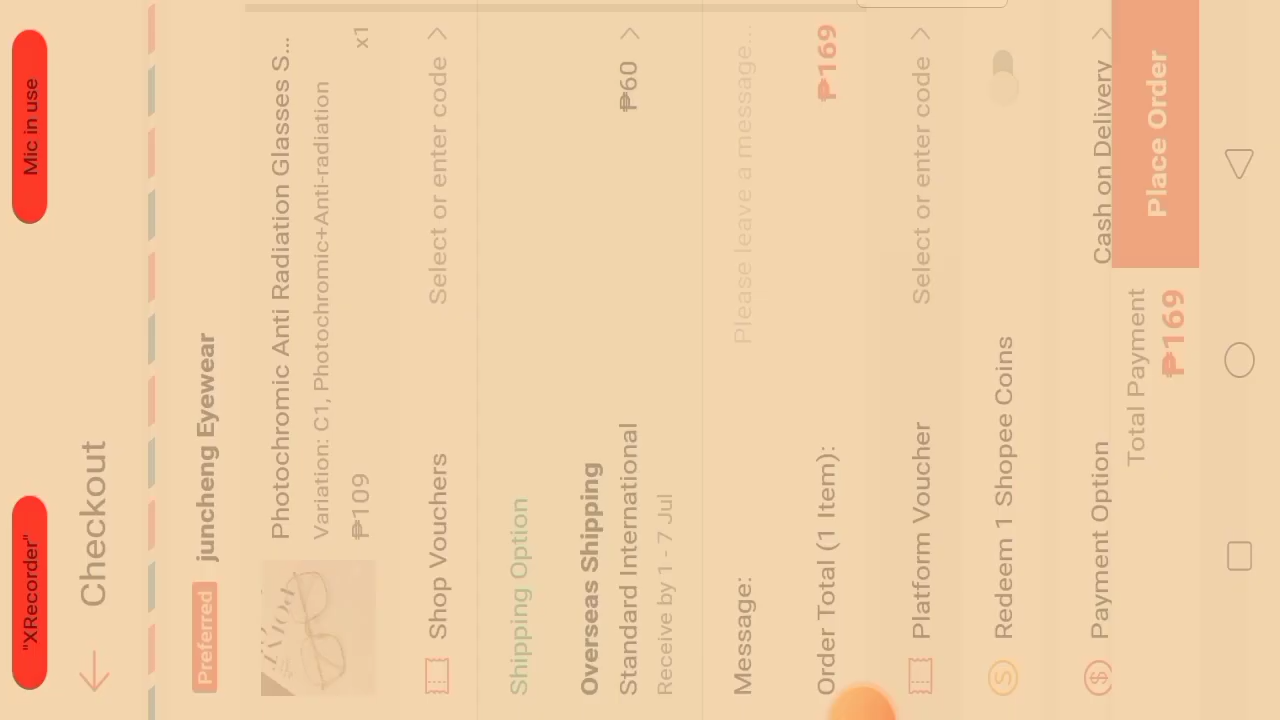 "XRecorder"
Mic in use
Checkout
Preferred juncheng Eyewear
Photochromic Anti Radiation Glasses S...
Variation: C1, Photochromic+Anti-radiation
₱109
x1
Shop Vouchers
Select or enter code
Shipping Option
Overseas Shipping
Standard International
₱60
Receive by 1 - 7 Jul
Message:
Please leave a message...
Order Total (1 Item):
₱169
Platform Voucher
Select or enter code
Redeem 1 Shopee Coins
Payment Option
Cash on Delivery
Total Payment
₱169
Place Order